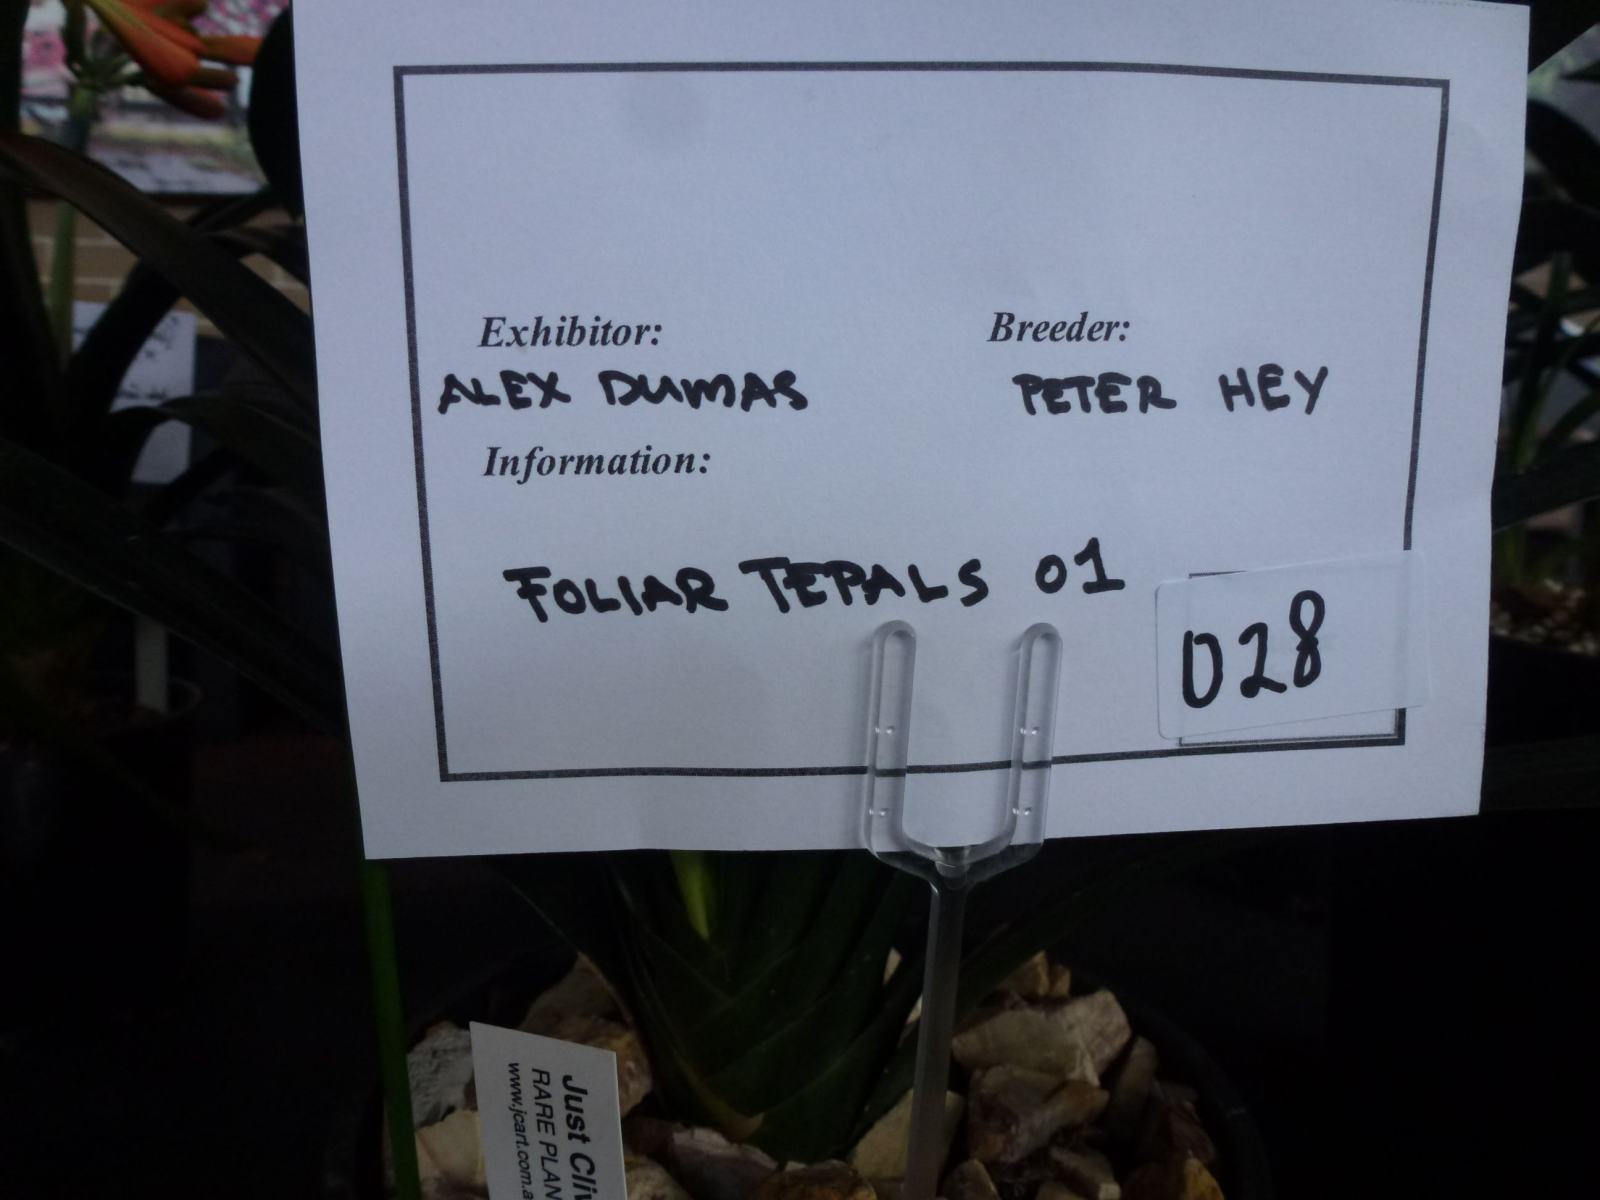 Exhibitor: Breeder:
ALEX DUMAS PETER HEY
Information:
FOLIAR TEPALS 01
028
Just Cliv
RARE PLAN
www.jcart.com.a